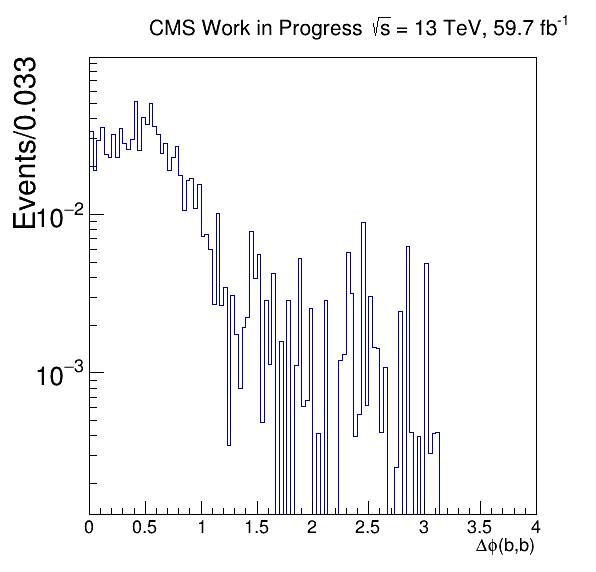 CMS Work in Progress √s = 13 TeV, 59.7 fb⁻¹
Events/0.033
10⁻²
10⁻³
0 0.5 1 1.5 2 2.5 3 3.5 4
Δϕ(b,b)